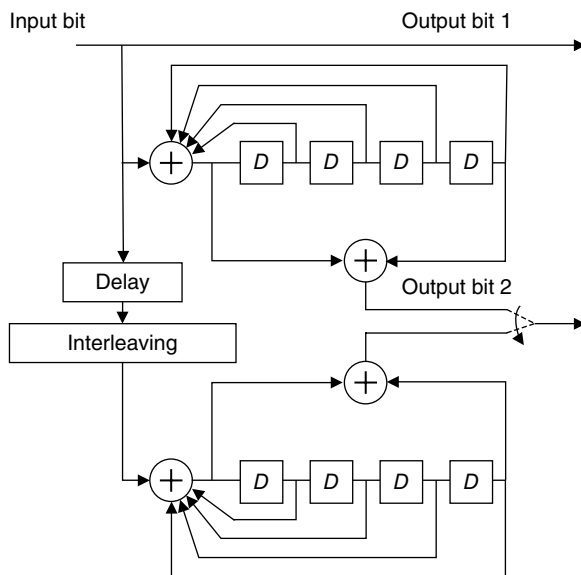 Input bit
Output bit 1
+
D D D D
+
Delay
Output bit 2
Interleaving
+
+
D D D D